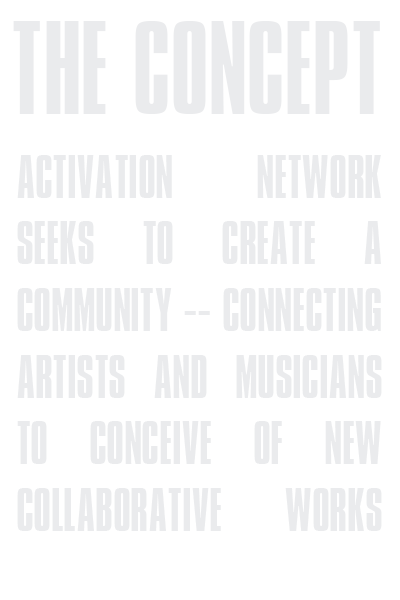 THE CONCEPT
ACTIVATION NETWORK
SEEKS TO CREATE A
COMMUNITY -- CONNECTING
ARTISTS AND MUSICIANS
TO CONCEIVE OF NEW
COLLABORATIVE WORKS